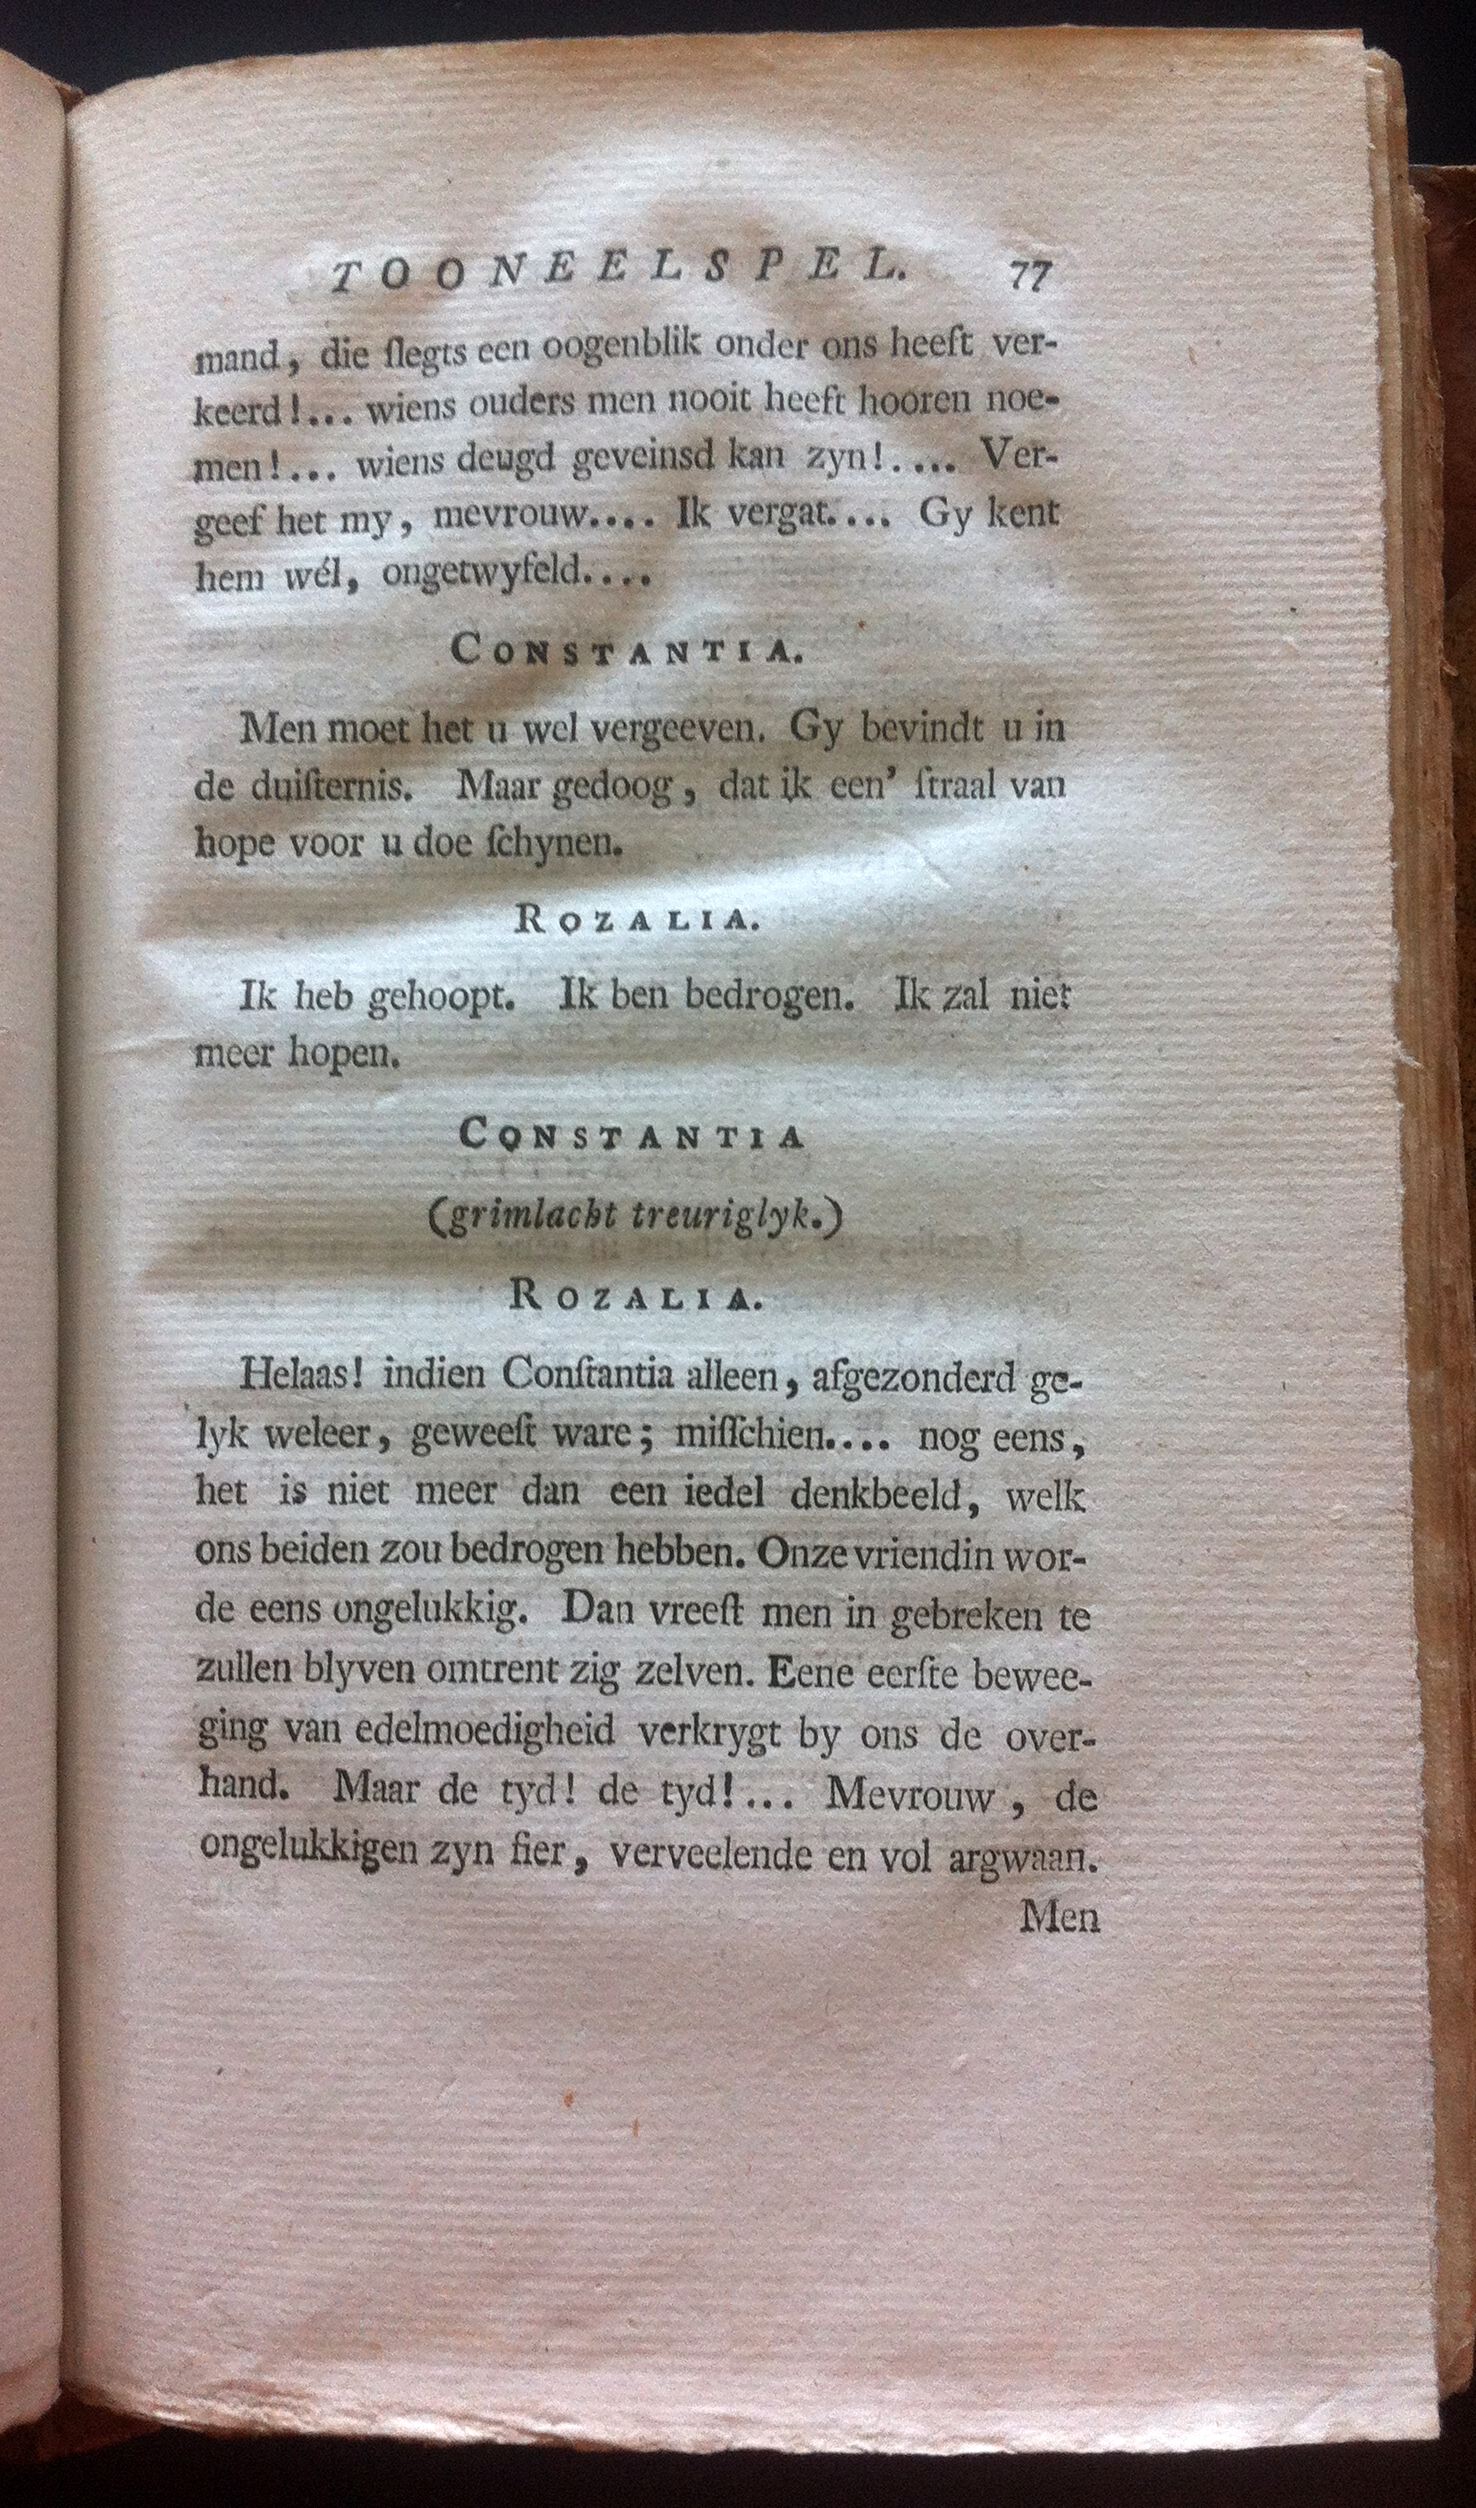 TOONEELSPEL. 77
mand, die ſlegts een oogenblik onder ons heeft ver-
keerd!... wiens ouders men nooit heeft hooren noe-
men!... wiens deugd geveinsd kan zyn!.... Ver-
geef het my, mevrouw.... Ik vergat.... Gy kent
hem wél, ongetwyfeld....
CONSTANTIA.
Men moet het u wel vergeeven. Gy bevindt u in
de duiſternis. Maar gedoog, dat ik een' ſtraal van
hope voor u doe ſchynen.
ROZALIA.
Ik heb gehoopt. Ik ben bedrogen. Ik zal niet
meer hopen.
CONSTANTIA
(grimlacht treuriglyk.)
ROZALIA.
Helaas! indien Conſtantia alleen, afgezonderd ge-
lyk weleer, geweeſt ware; miſſchien.... nog eens,
het is niet meer dan een iedel denkbeeld, welk
ons beiden zou bedrogen hebben. Onze vriendin wor-
de eens ongelukkig. Dan vreeſt men in gebreken te
zullen blyven omtrent zig zelven. Eene eerſte bewee-
ging van edelmoedigheid verkrygt by ons de over-
hand. Maar de tyd! de tyd!... Mevrouw, de
ongelukkigen zyn fier, verveelende en vol argwaan.
Men